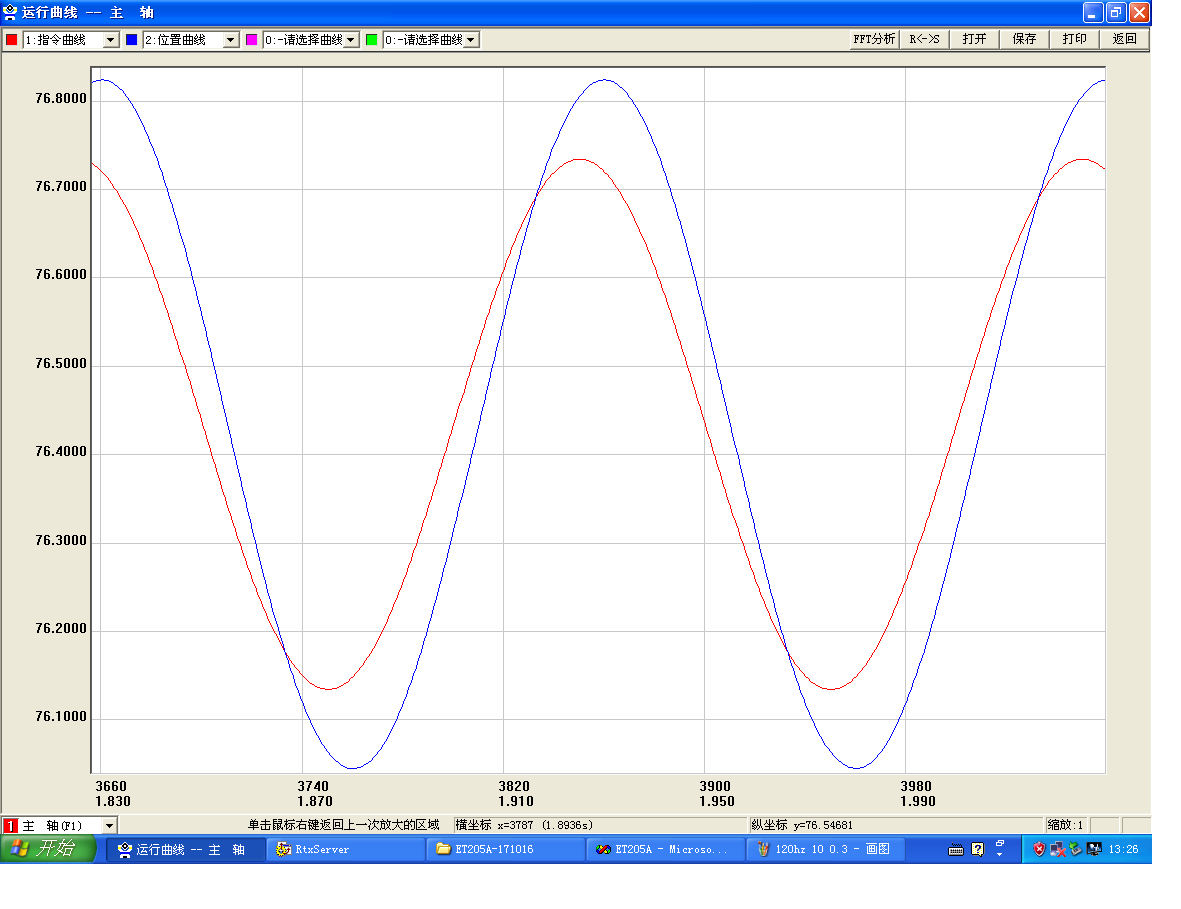 运行曲线 -- 主 轴
1:指令曲线 2:位置曲线 0:-请选择曲线 0:-请选择曲线 FFT分析 R<->S 打开 保存 打印 返回
76.8000
76.7000
76.6000
76.5000
76.4000
76.3000
76.2000
76.1000
3660 3740 3820 3900 3980
1.830 1.870 1.910 1.950 1.990
1 主 轴(F1) 单击鼠标右键返回上一次放大的区域 横坐标 x=3787 (1.8936s) 纵坐标 y=76.54681 缩放:1
开始 运行曲线 -- 主 轴 RtxServer ET205A-171016 ET205A - Microso... 120hz 10 0.3 - 画图 13:26